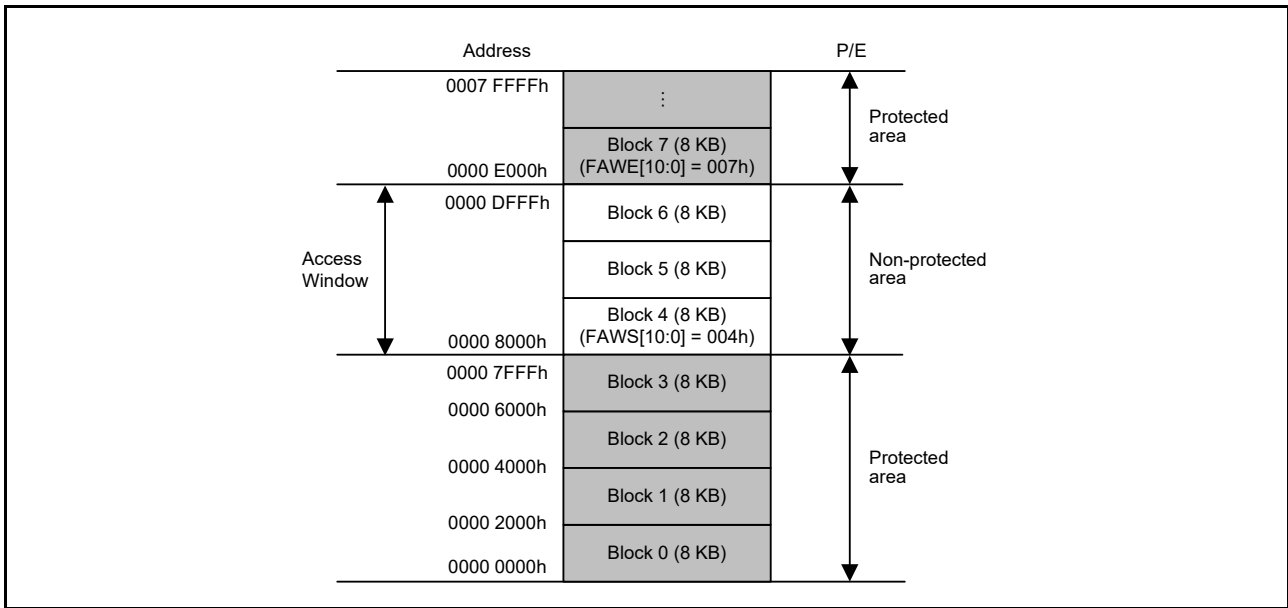 Address P/E
0007 FFFFh
⋮
Protected
area
Block 7 (8 KB)
(FAWE[10:0] = 007h)
0000 E000h
0000 DFFFh
Block 6 (8 KB)
Access
Window
Block 5 (8 KB)
Non-protected
area
Block 4 (8 KB)
(FAWS[10:0] = 004h)
0000 8000h
0000 7FFFh
Block 3 (8 KB)
0000 6000h
Block 2 (8 KB)
0000 4000h
Protected
area
Block 1 (8 KB)
0000 2000h
Block 0 (8 KB)
0000 0000h